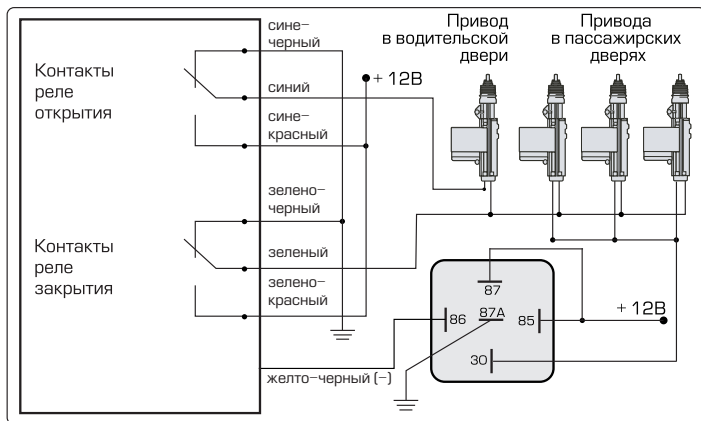 сине–
черный
Привод
в водительской
двери
Привода
в пассажирских
дверях
Контакты
реле
открытия
+ 12В
синий
сине–
красный
зелено–
черный
Контакты
реле
закрытия
зеленый
зелено–
красный
87
86
87А
85
+ 12В
30
желто–черный (–)